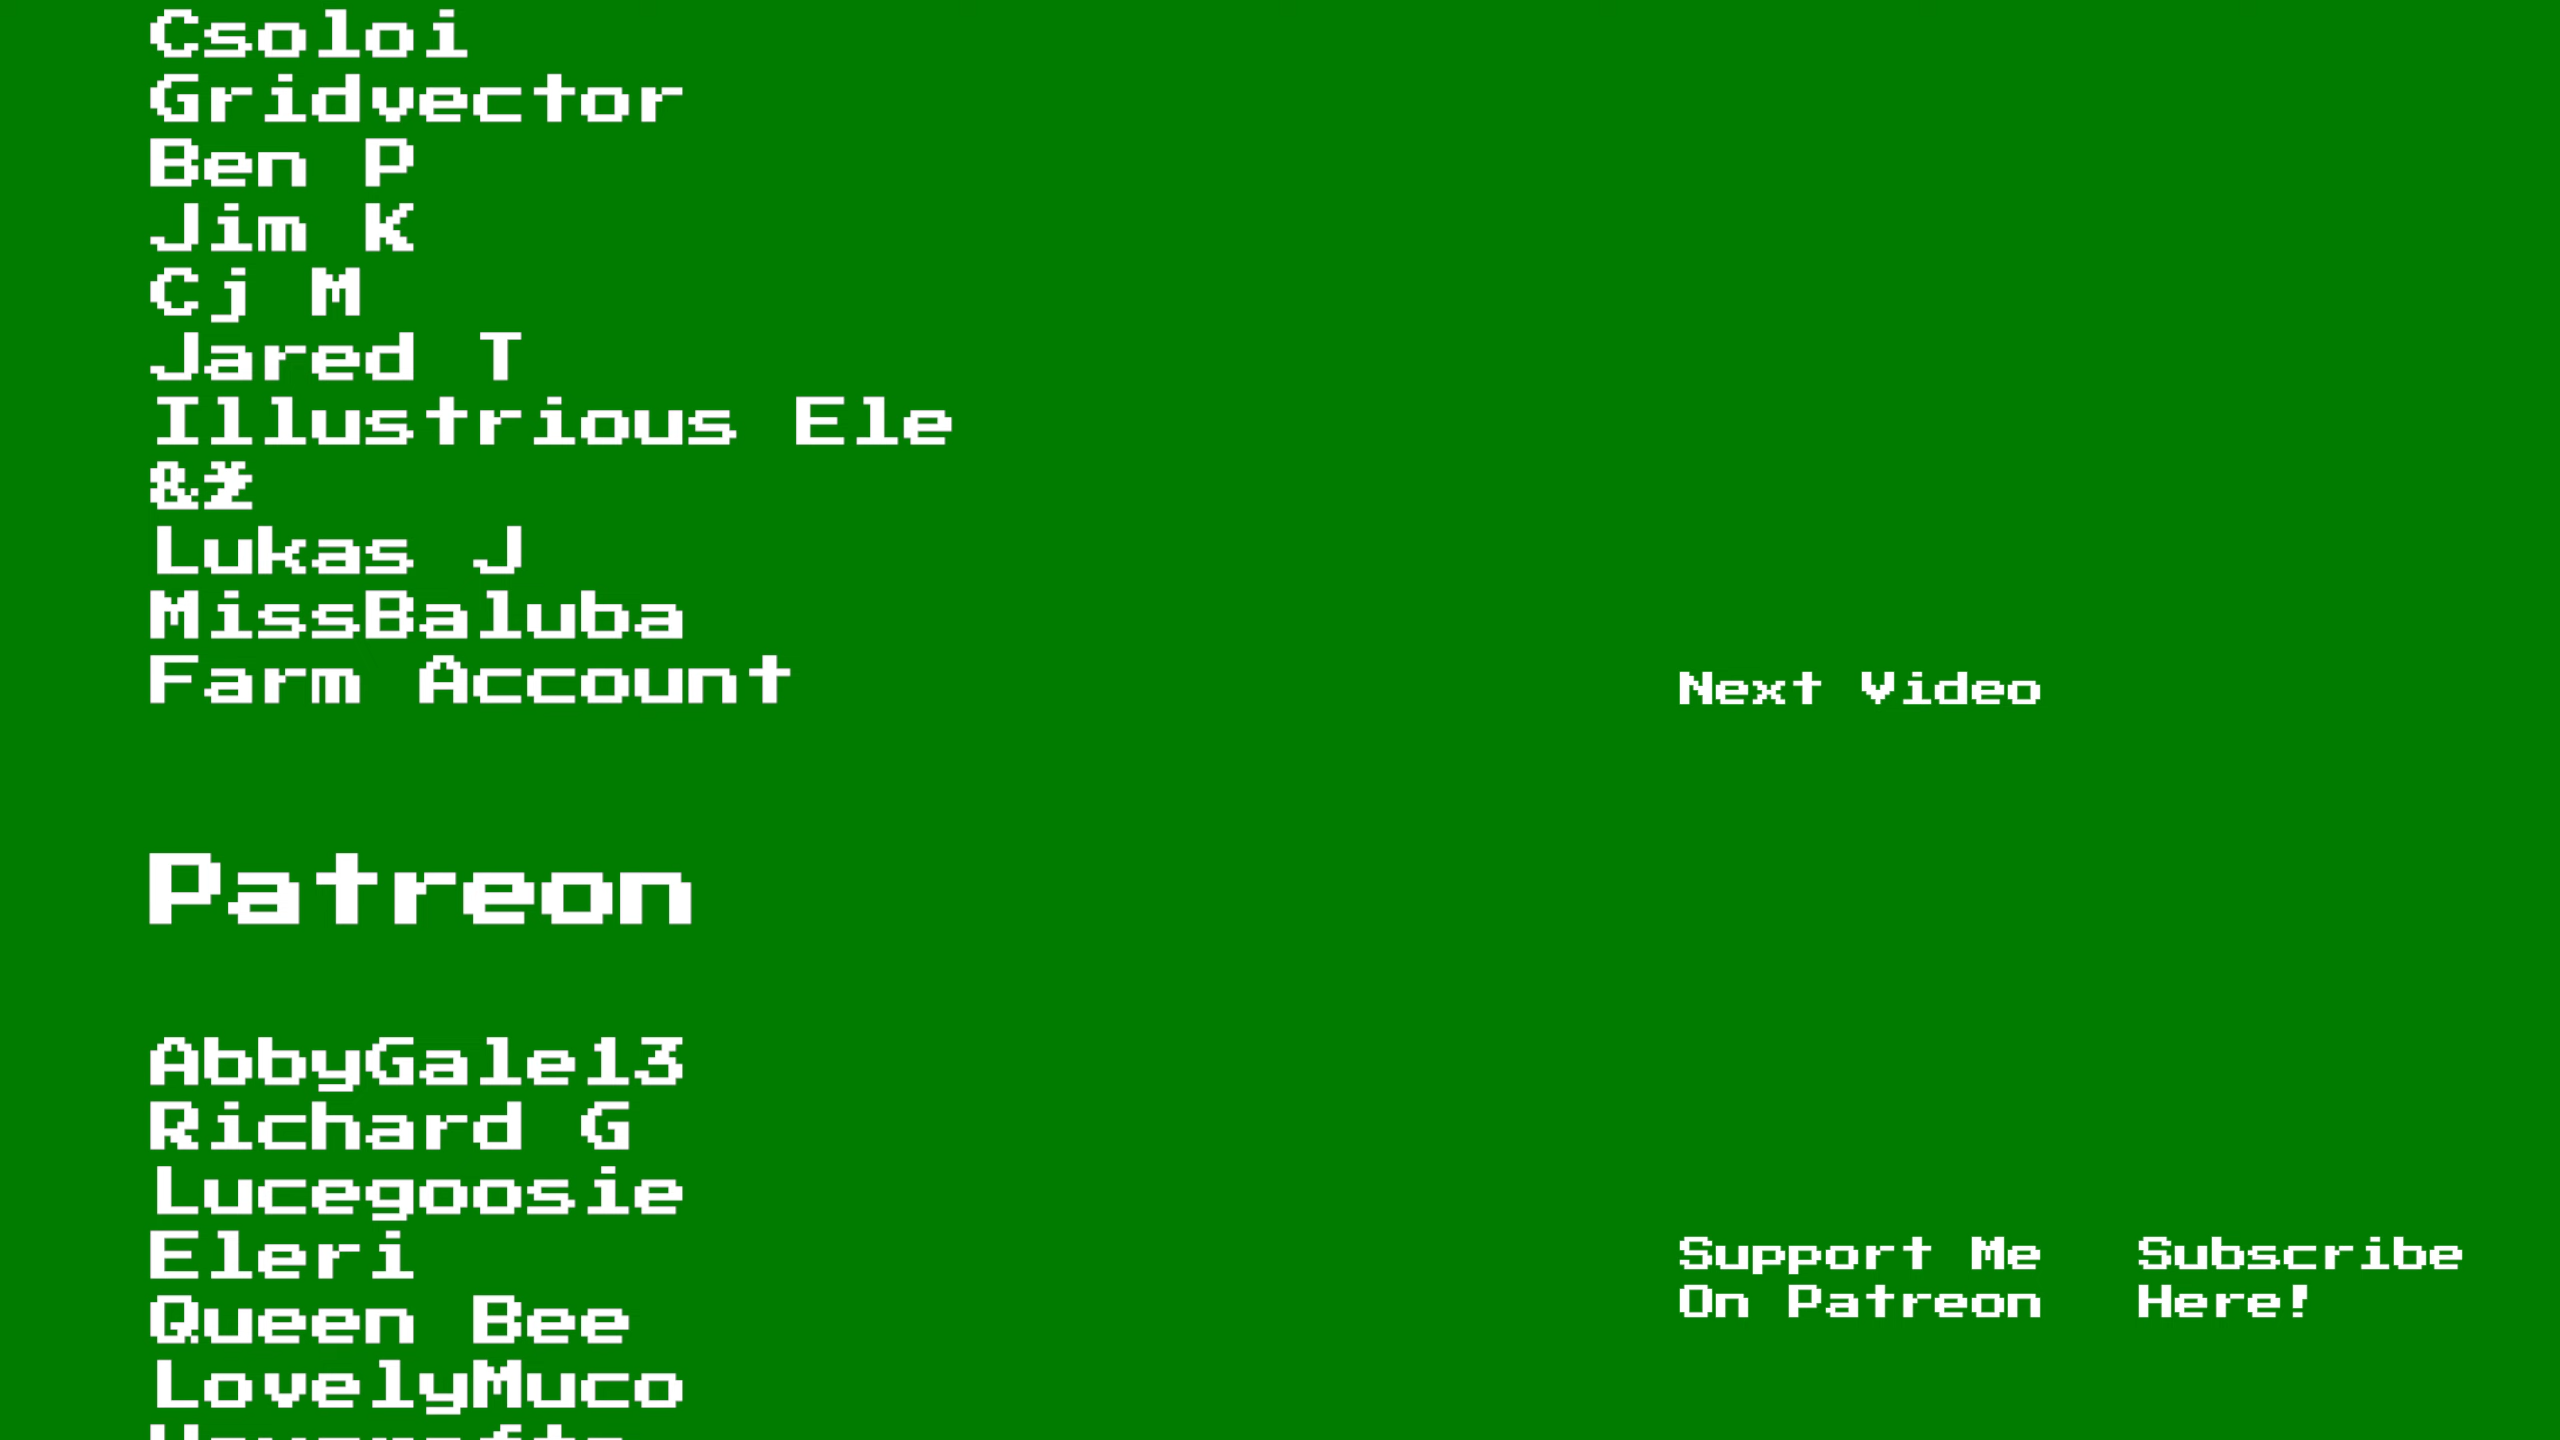 Csoloi
Gridvector
Ben P
Jim K
Cj M
Jared T
Illustrious Ele
&ž
Lukas J
MissBaluba
Farm Account
Next Video
Patreon
AbbyGale13
Richard G
Lucegoosie
Eleri
Queen Bee
LovelyMuco
Support Me
On Patreon
Subscribe
Here!